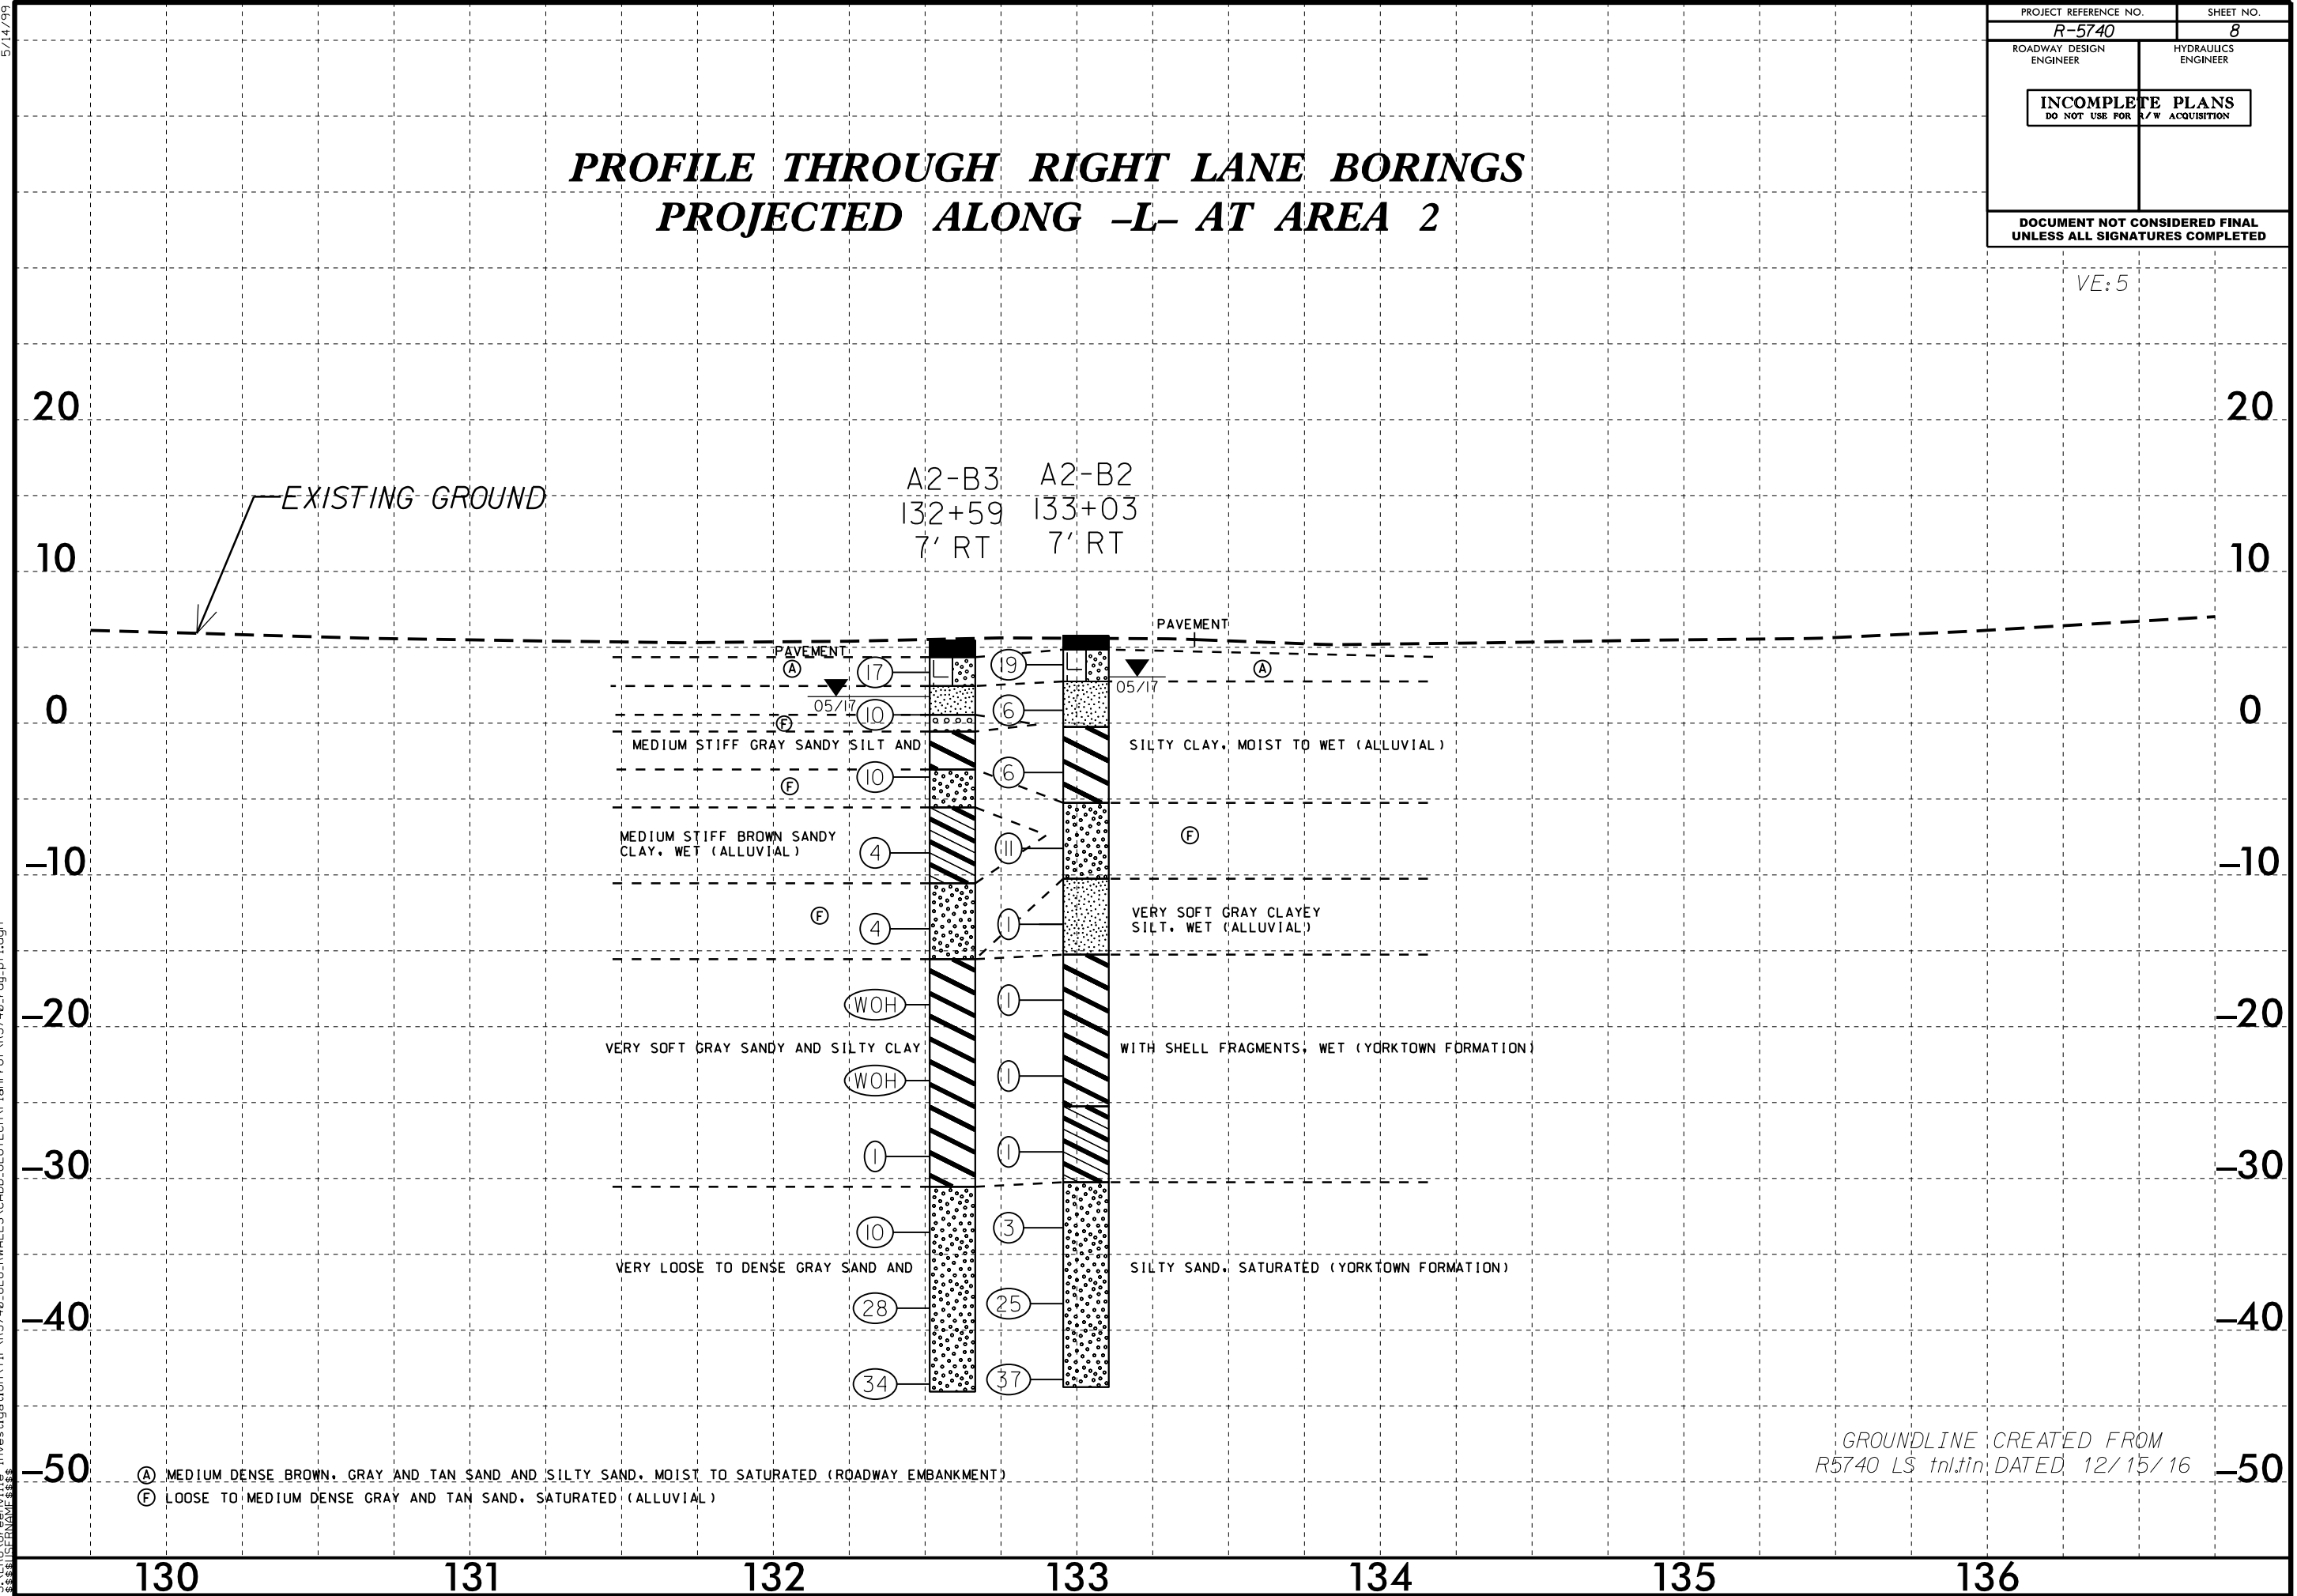 5/14/99
PROJECT REFERENCE NO.
SHEET NO.
R-5740
8
ROADWAY DESIGN
ENGINEER
HYDRAULICS
ENGINEER
INCOMPLETE PLANS
DO NOT USE FOR R/W ACQUISITION
DOCUMENT NOT CONSIDERED FINAL
UNLESS ALL SIGNATURES COMPLETED
PROFILE THROUGH RIGHT LANE BORINGS
PROJECTED ALONG -L- AT AREA 2
VE: 5
20
20
A2-B3
132+59
7' RT
A2-B2
133+03
7' RT
EXISTING GROUND
10
10
PAVEMENT
PAVEMENT
A
17
19
A
05/17
05/17
0
F
10
6
0
MEDIUM STIFF GRAY SANDY SILT AND
SILTY CLAY, MOIST TO WET (ALLUVIAL)
F
10
6
MEDIUM STIFF BROWN SANDY
CLAY, WET (ALLUVIAL)
4
11
F
-10
-10
F
4
1
VERY SOFT GRAY CLAYEY
SILT, WET (ALLUVIAL)
WOH
1
-20
-20
VERY SOFT GRAY SANDY AND SILTY CLAY
WITH SHELL FRAGMENTS, WET (YORKTOWN FORMATION)
WOH
1
1
1
-30
-30
10
3
VERY LOOSE TO DENSE GRAY SAND AND
SILTY SAND, SATURATED (YORKTOWN FORMATION)
28
25
-40
-40
34
37
GROUNDLINE CREATED FROM
R5740 LS tnl.tin DATED 12/15/16
-50
-50
A MEDIUM DENSE BROWN, GRAY AND TAN SAND AND SILTY SAND, MOIST TO SATURATED (ROADWAY EMBANKMENT)
F LOOSE TO MEDIUM DENSE GRAY AND TAN SAND, SATURATED (ALLUVIAL)
130
131
132
133
134
135
136